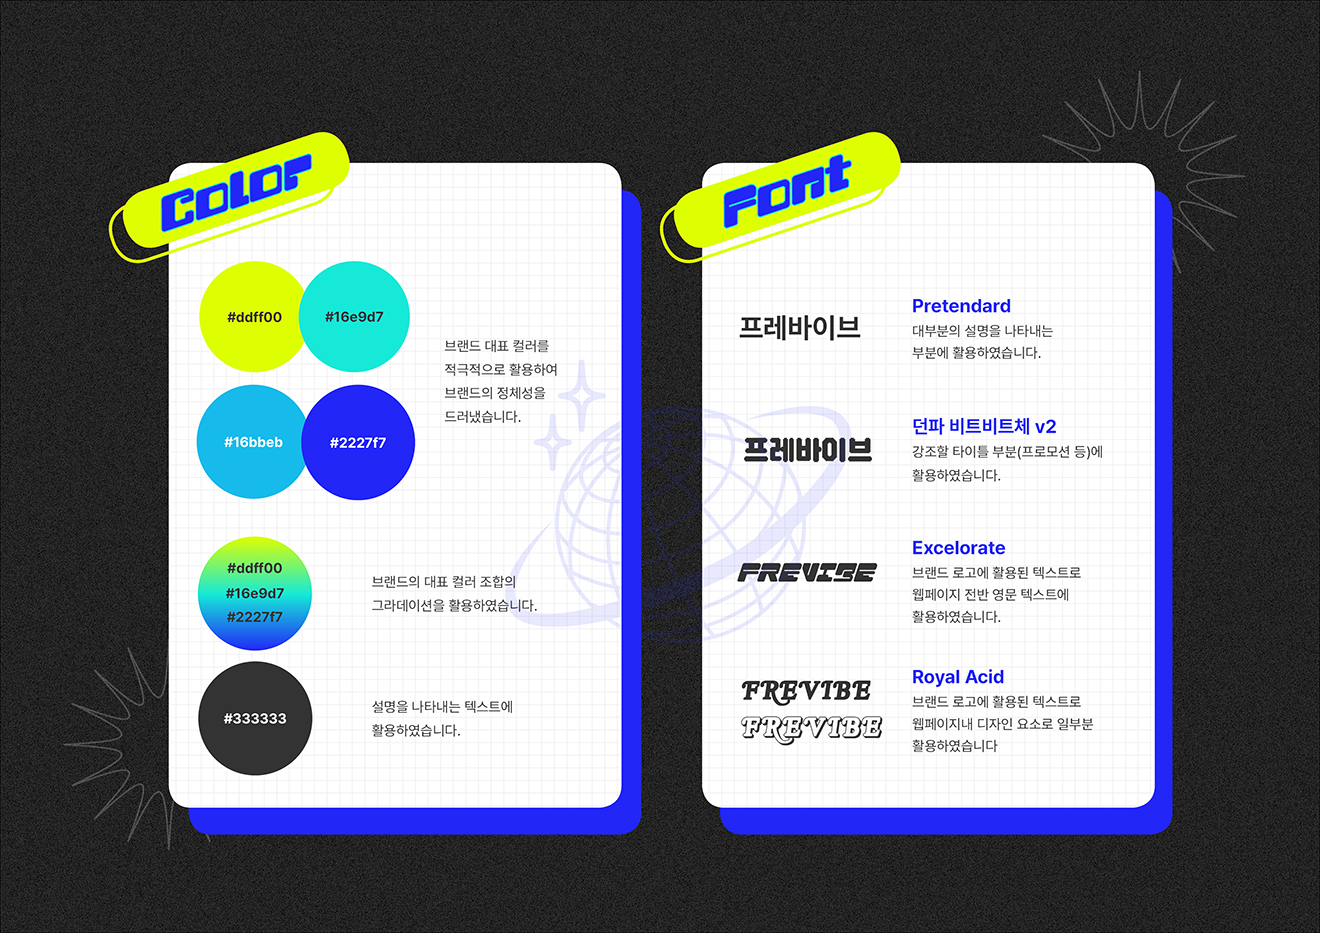 Color
#ddff00
#16e9d7
#16bbeb
#2227f7
브랜드 대표 컬러를
적극적으로 활용하여
브랜드의 정체성을
드러냈습니다.
#ddff00
#16e9d7
#2227f7
브랜드의 대표 컬러 조합의
그라데이션을 활용하였습니다.
#333333
설명을 나타내는 텍스트에
활용하였습니다.
Font
프레바이브
Pretendard
대부분의 설명을 나타내는
부분에 활용하였습니다.
프레바이브
던파 비트비트체 v2
강조할 타이틀 부분(프로모션 등)에
활용하였습니다.
FREVIBE
Excelorate
브랜드 로고에 활용된 텍스트로
웹페이지 전반 영문 텍스트에
활용하였습니다.
FREVIBE
FREVIBE
Royal Acid
브랜드 로고에 활용된 텍스트로
웹페이지내 디자인 요소로 일부분
활용하였습니다